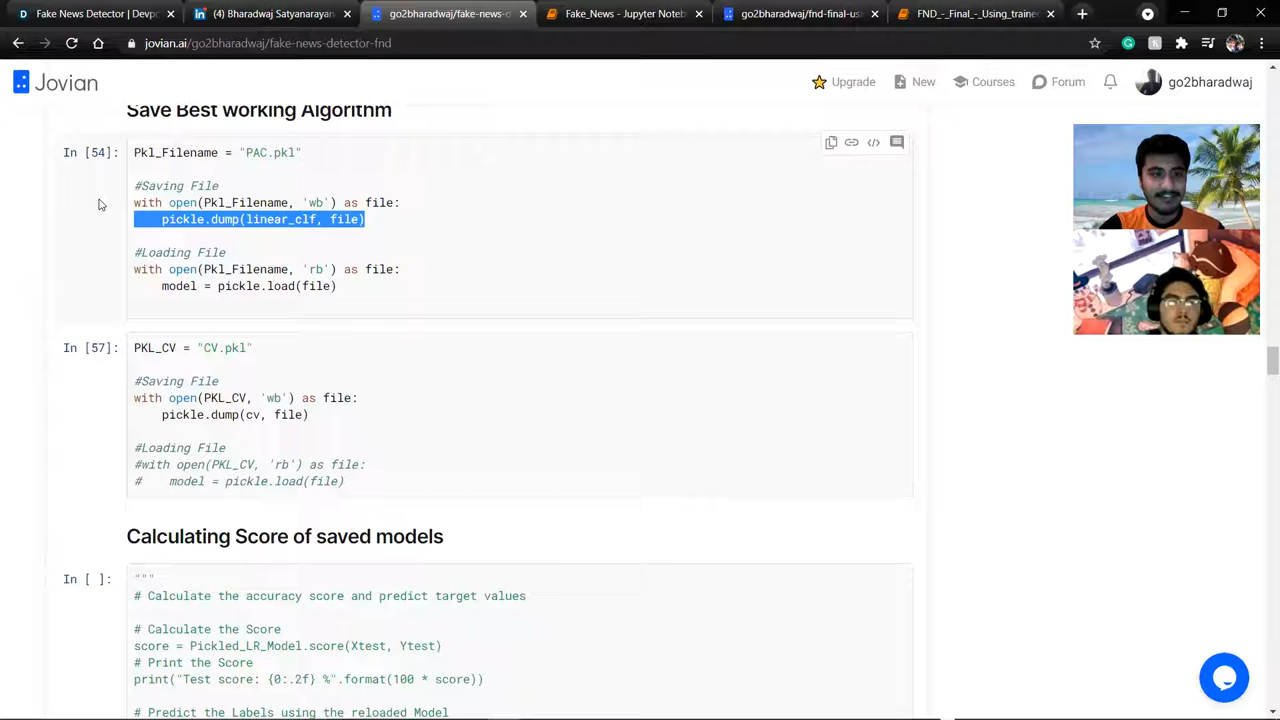 Fake News Detector | Devp
(4) Bharadwaj Satyanarayan
go2bharadwaj/fake-news-d
Fake_News - Jupyter Noteb
go2bharadwaj/fnd-final-us
FND_-_Final_-_Using_traine
jovian.ai/go2bharadwaj/fake-news-detector-fnd
Jovian
Upgrade
New
Courses
Forum
go2bharadwaj
Save Best working Algorithm
In [54]:
Pkl_Filename = "PAC.pkl"
#Saving File
with open(Pkl_Filename, 'wb') as file:
pickle.dump(linear_clf, file)
#Loading File
with open(Pkl_Filename, 'rb') as file:
model = pickle.load(file)
In [57]:
PKL_CV = "CV.pkl"
#Saving File
with open(PKL_CV, 'wb') as file:
pickle.dump(cv, file)
#Loading File
#with open(PKL_CV, 'rb') as file:
# model = pickle.load(file)
Calculating Score of saved models
In [ ]:
"""
# Calculate the accuracy score and predict target values
# Calculate the Score
score = Pickled_LR_Model.score(Xtest, Ytest)
# Print the Score
print("Test score: {0:.2f} %".format(100 * score))
# Predict the Labels using the reloaded Model